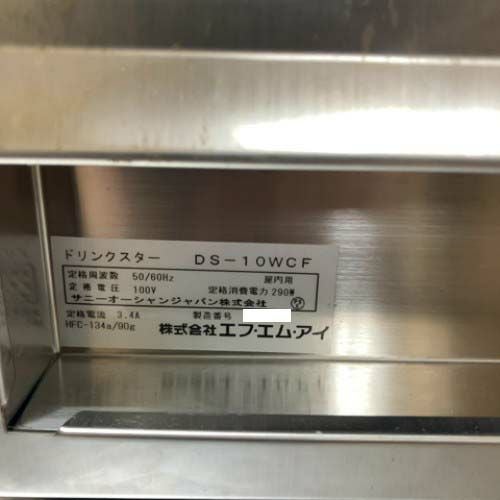 ドリンクスター DS-10WCF
定格周波数 50/60Hz 屋内用
定格電圧 100V 定格消費電力 290W
サニーオーシャンジャパン株式会社
定格電流 3.4A 製造番号
HFC-134a/90g 株式会社エフ・エム・アイ